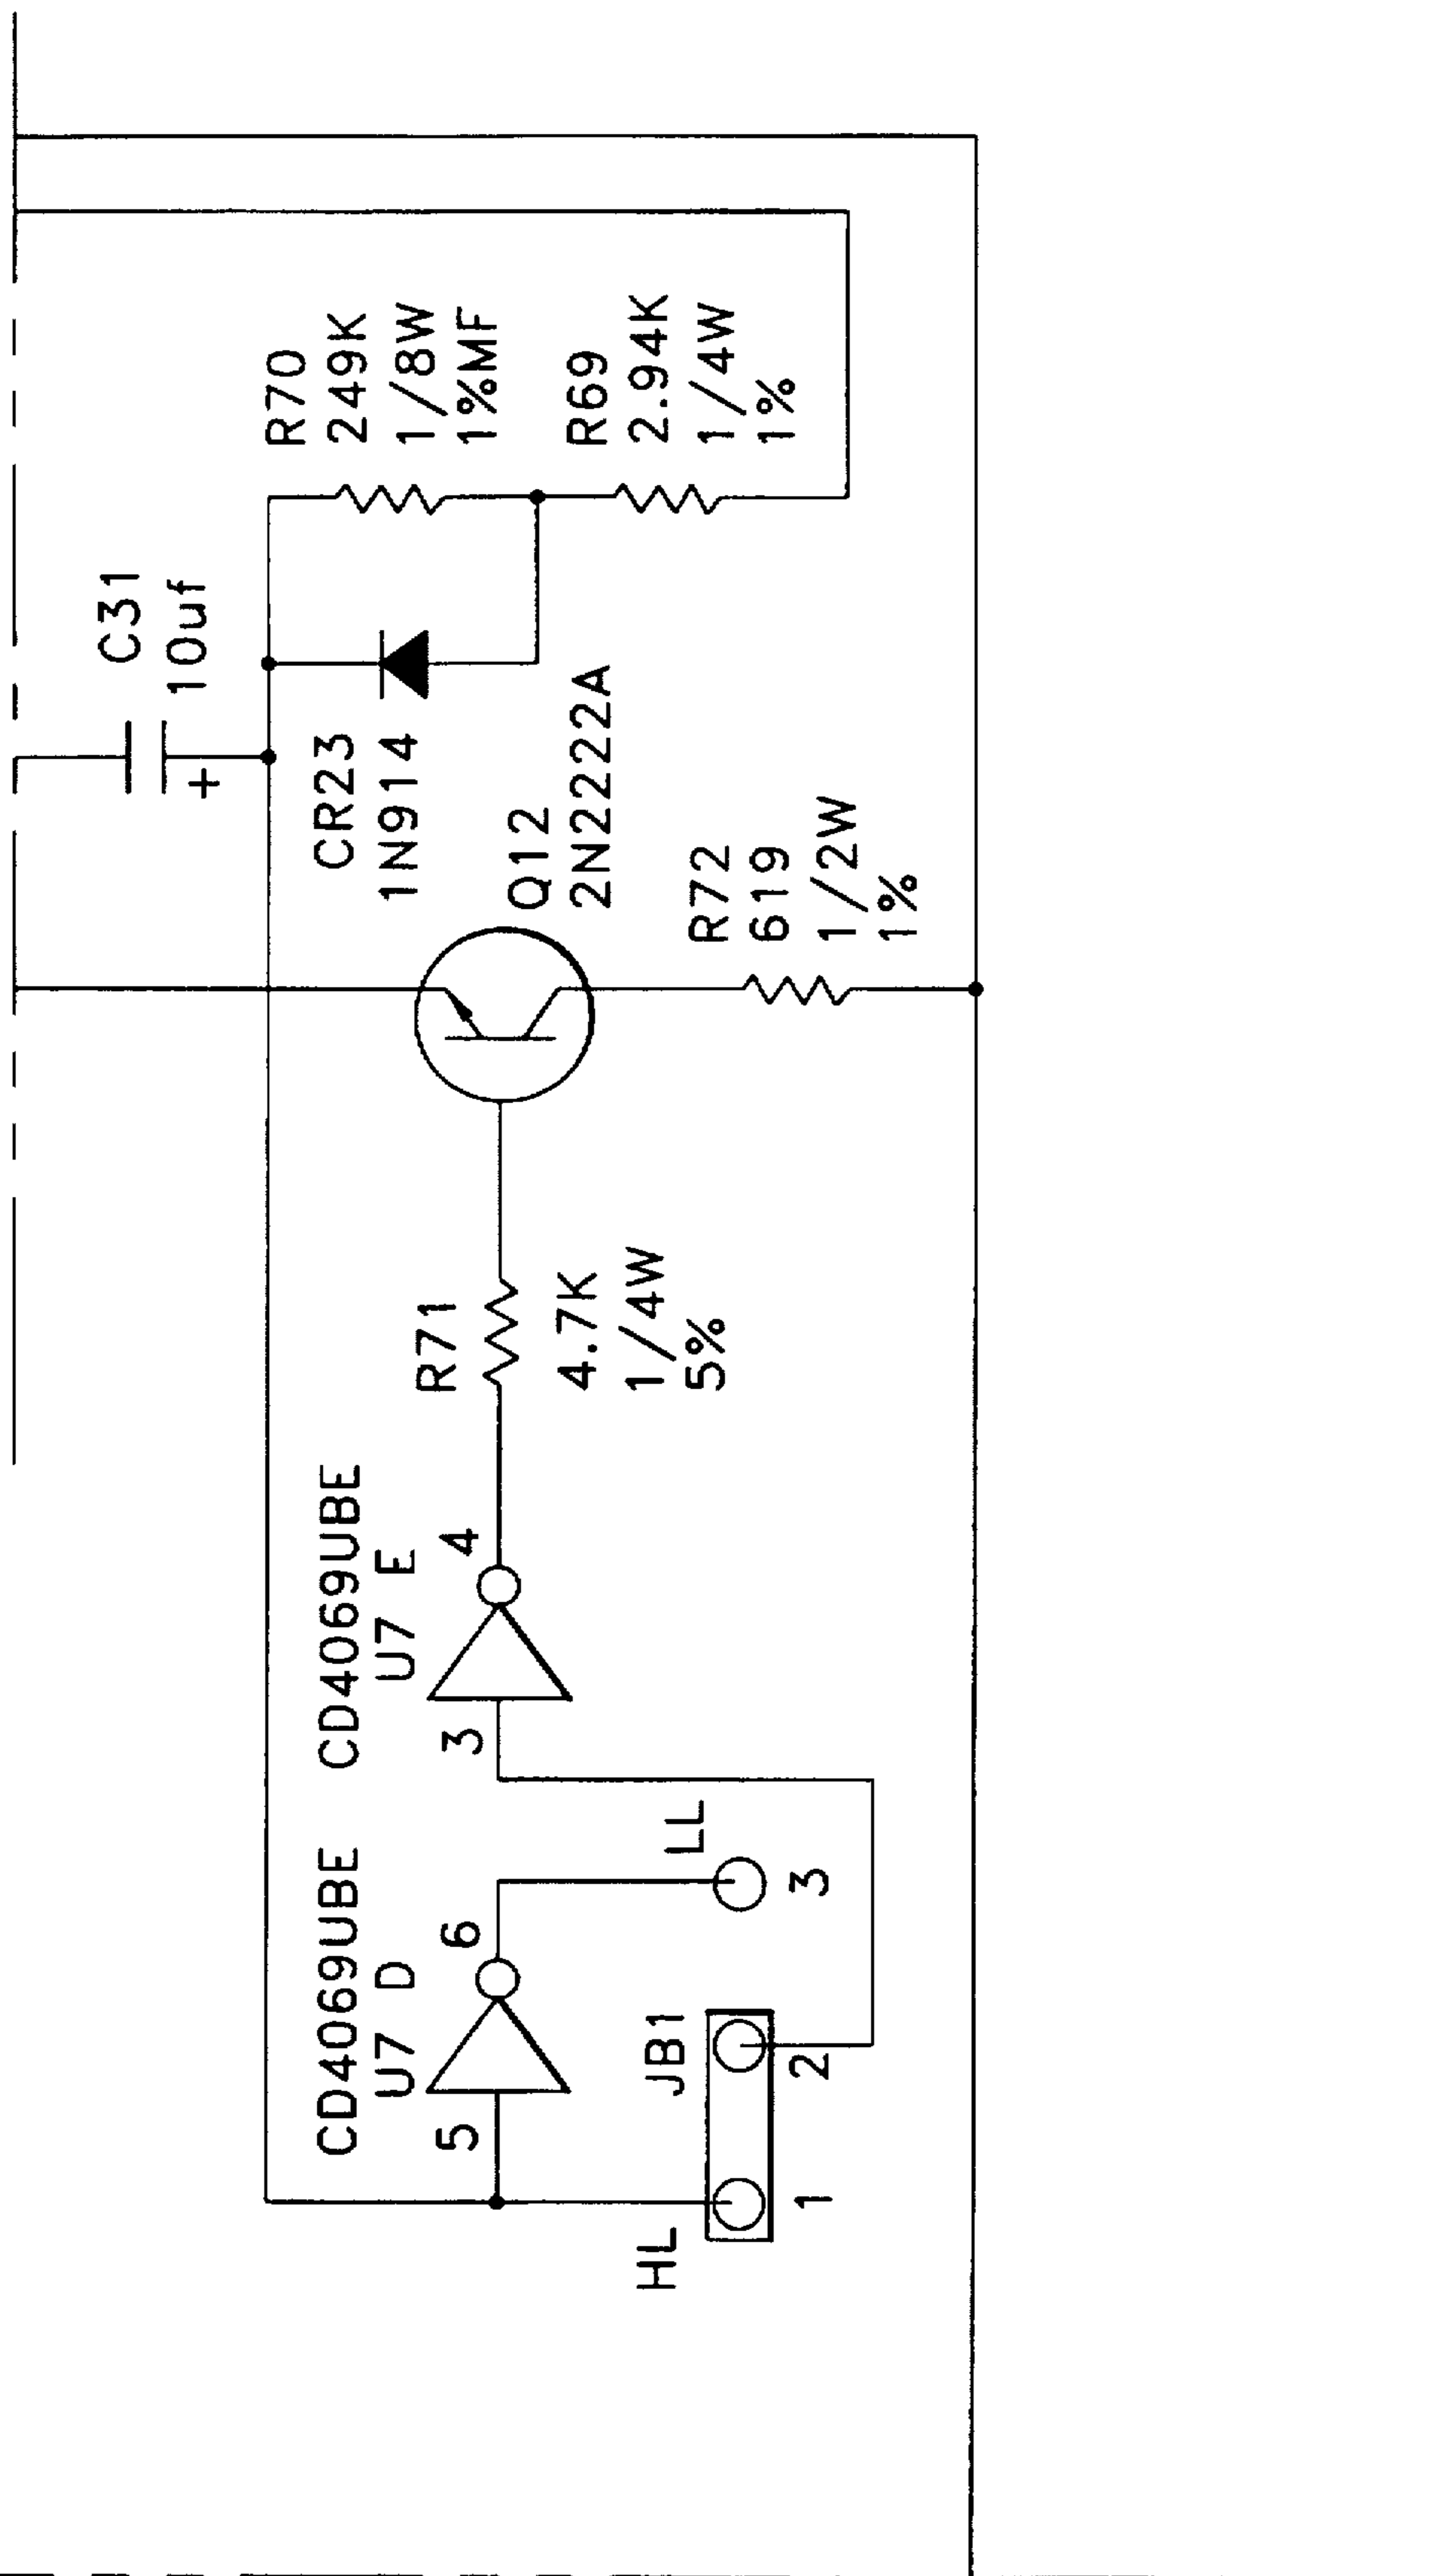 CD4069UBE
U7 D
5
6
HL
JB1
1
2
LL
3
CD4069UBE
U7 E
3
4
R71
4.7K
1/4W
5%
C31
10uf
+
CR23
1N914
Q12
2N2222A
R72
619
1/2W
1%
R70
249K
1/8W
1%MF
R69
2.94K
1/4W
1%